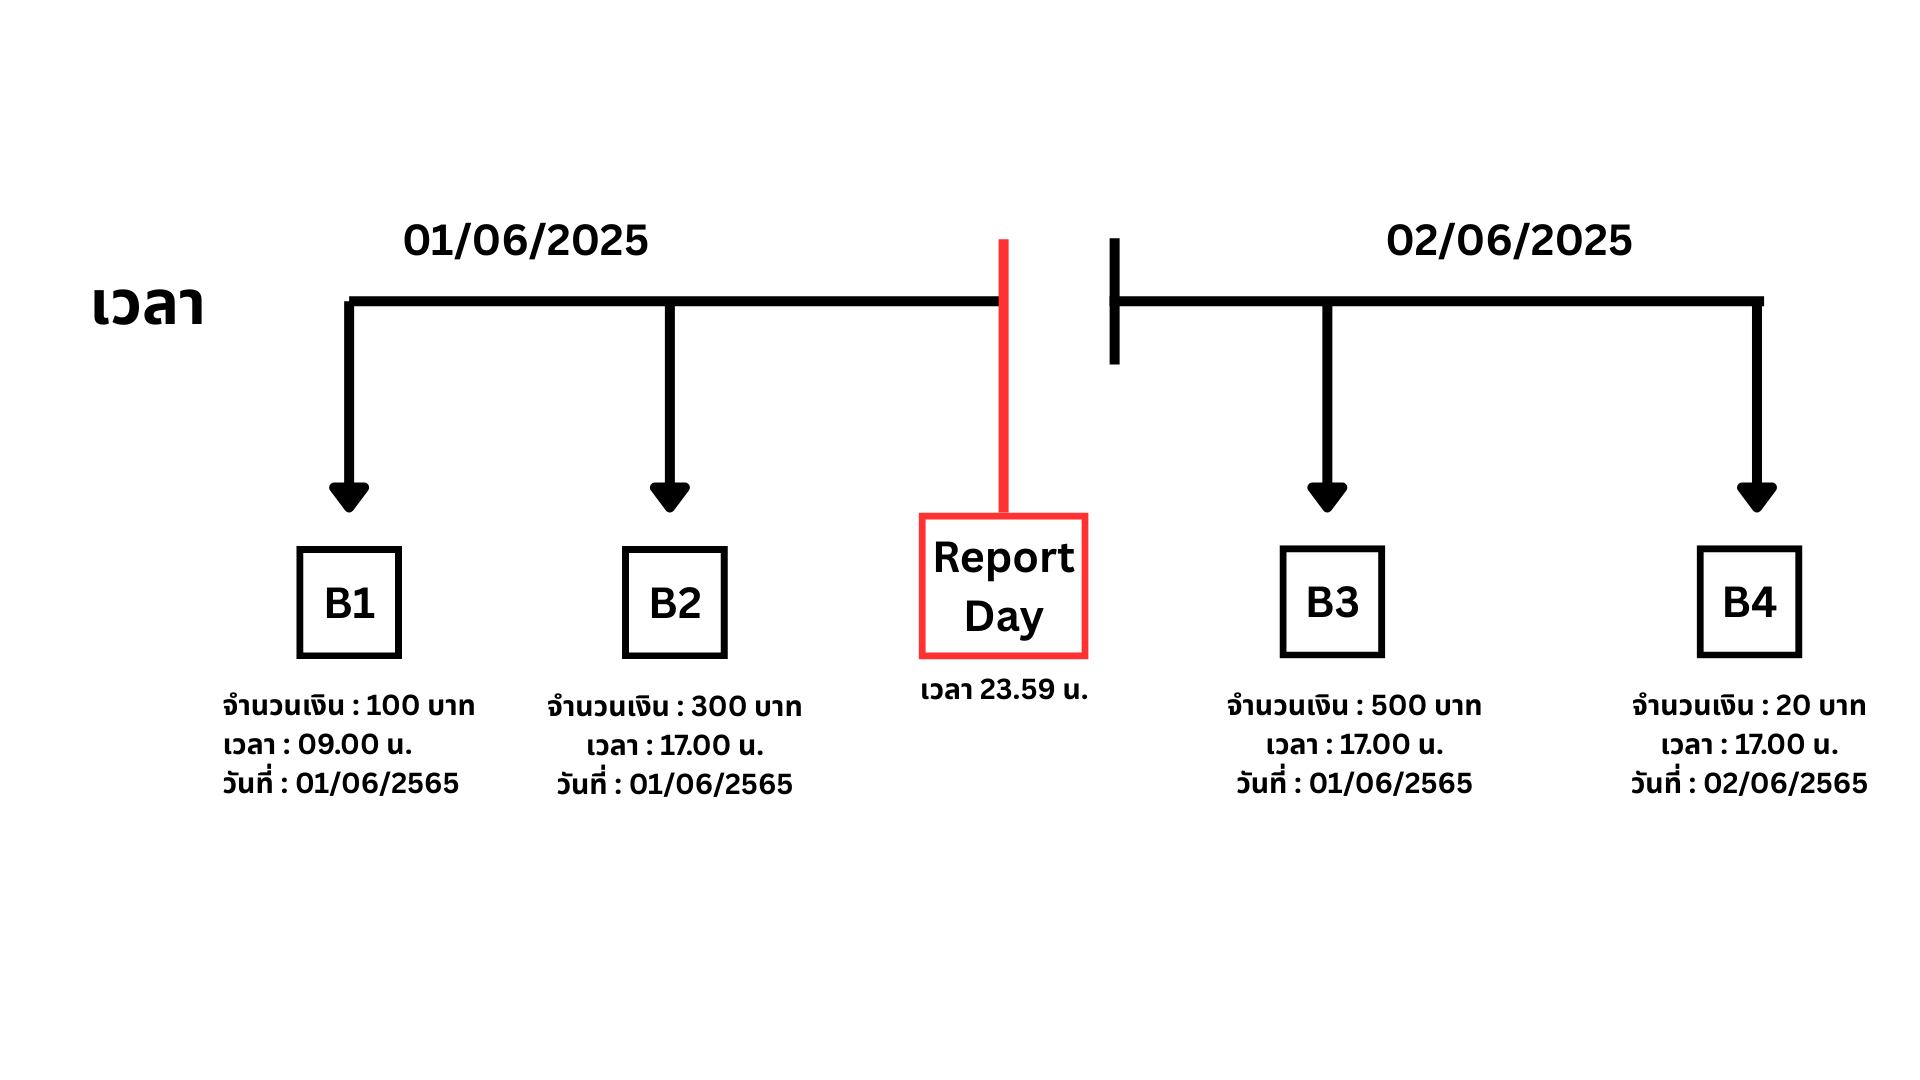 01/06/2025
02/06/2025
เวลา
B1
B2
Report
Day
B3
B4
เวลา 23.59 น.
จำนวนเงิน : 100 บาท
เวลา : 09.00 น.
วันที่ : 01/06/2565
จำนวนเงิน : 300 บาท
เวลา : 17.00 น.
วันที่ : 01/06/2565
จำนวนเงิน : 500 บาท
เวลา : 17.00 น.
วันที่ : 01/06/2565
จำนวนเงิน : 20 บาท
เวลา : 17.00 น.
วันที่ : 02/06/2565